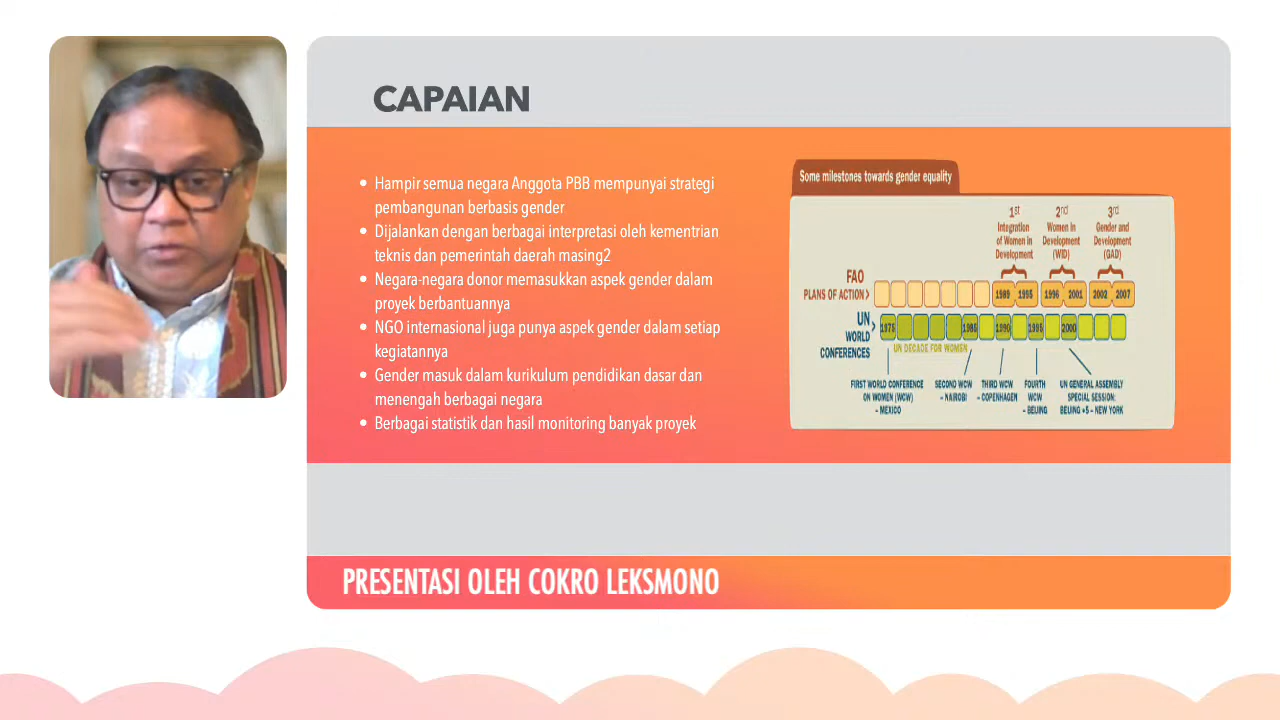 CAPAIAN
Hampir semua negara Anggota PBB mempunyai strategi
pembangunan berbasis gender
Dijalankan dengan berbagai interpretasi oleh kementrian
teknis dan pemerintah daerah masing2
Negara-negara donor memasukkan aspek gender dalam
proyek berbantuannya
NGO internasional juga punya aspek gender dalam setiap
kegiatannya
Gender masuk dalam kurikulum pendidikan dasar dan
menengah berbagai negara
Berbagai statistik dan hasil monitoring banyak proyek
Some milestones towards gender equality
1st
Integration
of Women in
Development
2nd
Women in
Development
(WID)
3rd
Gender and
Development
(GAD)
FAO
PLANS OF ACTION >
1989 1995 1996 2001 2002 2007
UN
WORLD
CONFERENCES
>
1975 1985 1990 1995 2000
UN DECADE FOR WOMEN
FIRST WORLD CONFERENCE
ON WOMEN (WCW)
– MEXICO
SECOND WCW
– NAIROBI
THIRD WCW
– COPENHAGEN
FOURTH
WCW
– BEIJING
UN GENERAL ASSEMBLY
SPECIAL SESSION:
BEIJING +5 – NEW YORK
PRESENTASI OLEH COKRO LEKSMONO